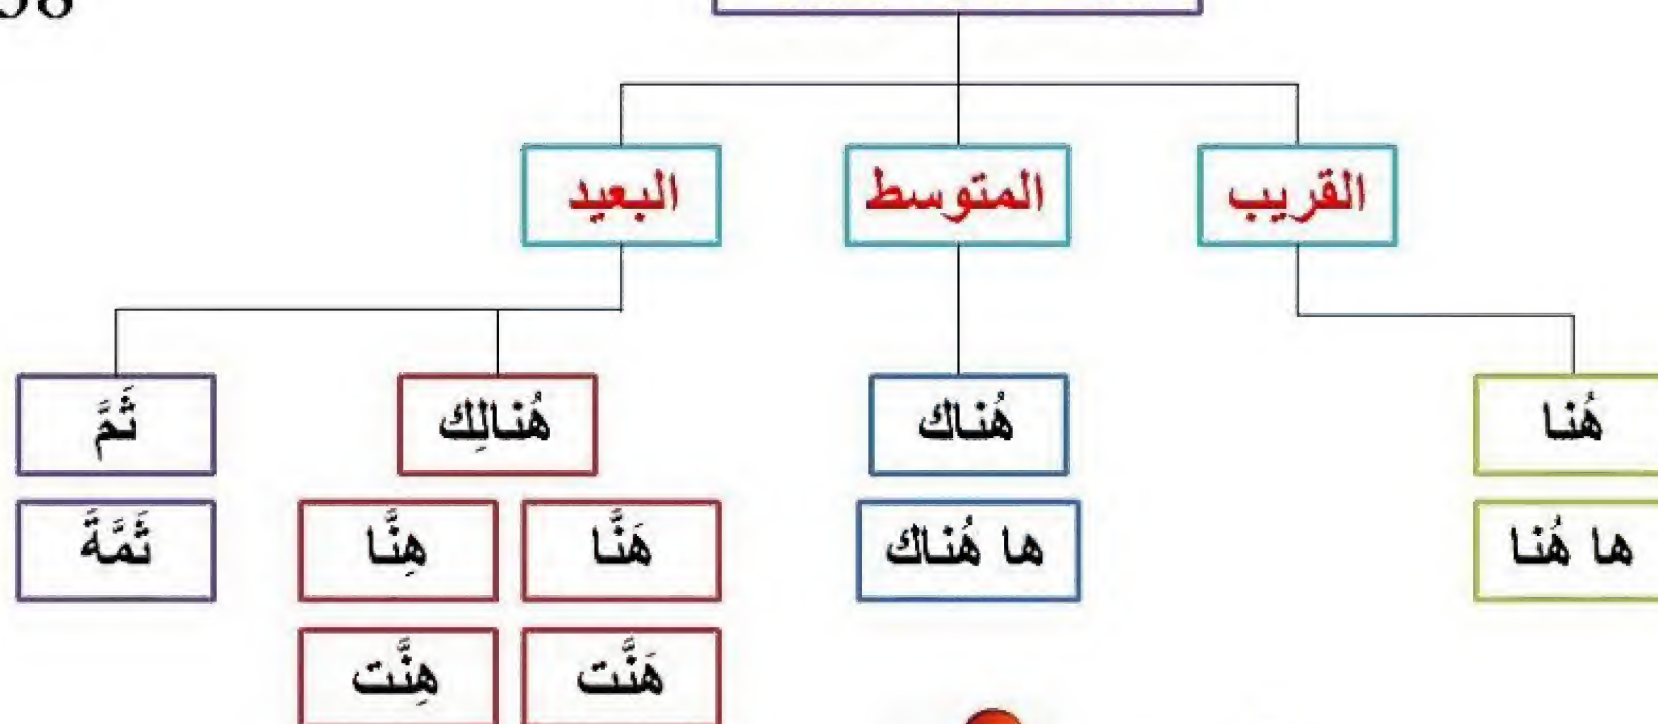 القريب المتوسط البعيد
هُنا هُناك هُنالِك ثَمَّ
ها هُنا ها هُناك هَنَّا هِنَّا ثَمَّةَ
هَنَّت هِنَّت